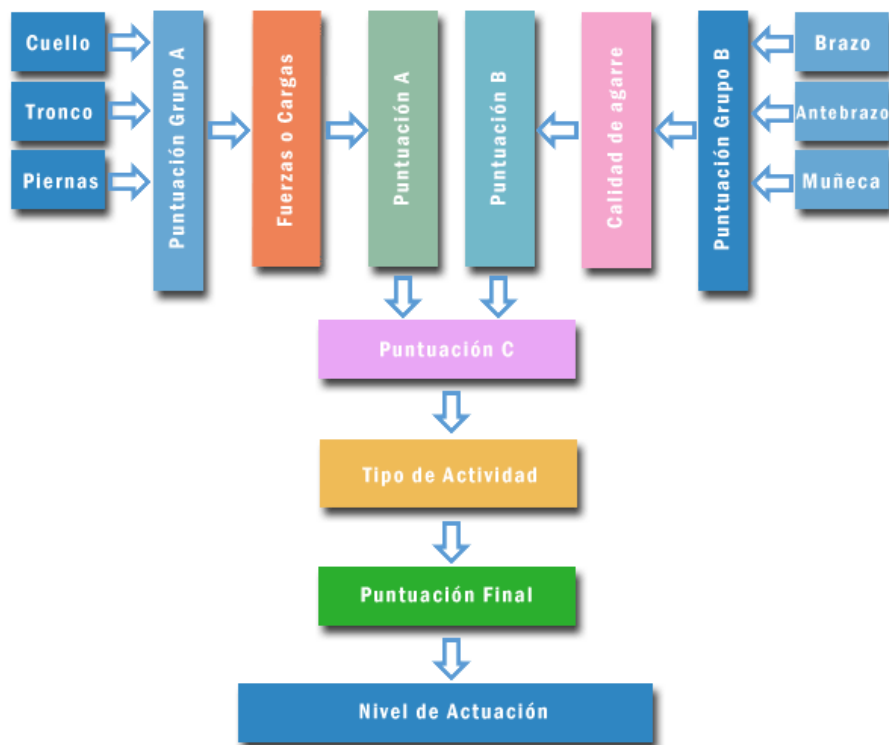 Cuello
Tronco
Piernas
Puntuación Grupo A
Fuerzas o Cargas
Puntuación A
Puntuación B
Calidad de agarre
Puntuación Grupo B
Brazo
Antebrazo
Muñeca
Puntuación C
Tipo de Actividad
Puntuación Final
Nivel de Actuación